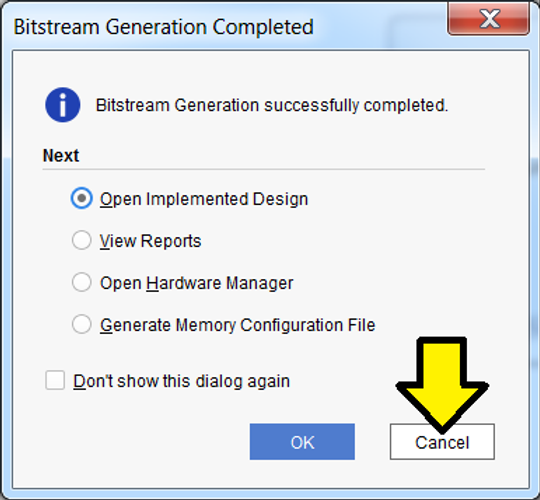 Bitstream Generation Completed
X
Bitstream Generation successfully completed.
Next
Open Implemented Design
View Reports
Open Hardware Manager
Generate Memory Configuration File
Don't show this dialog again
OK Cancel